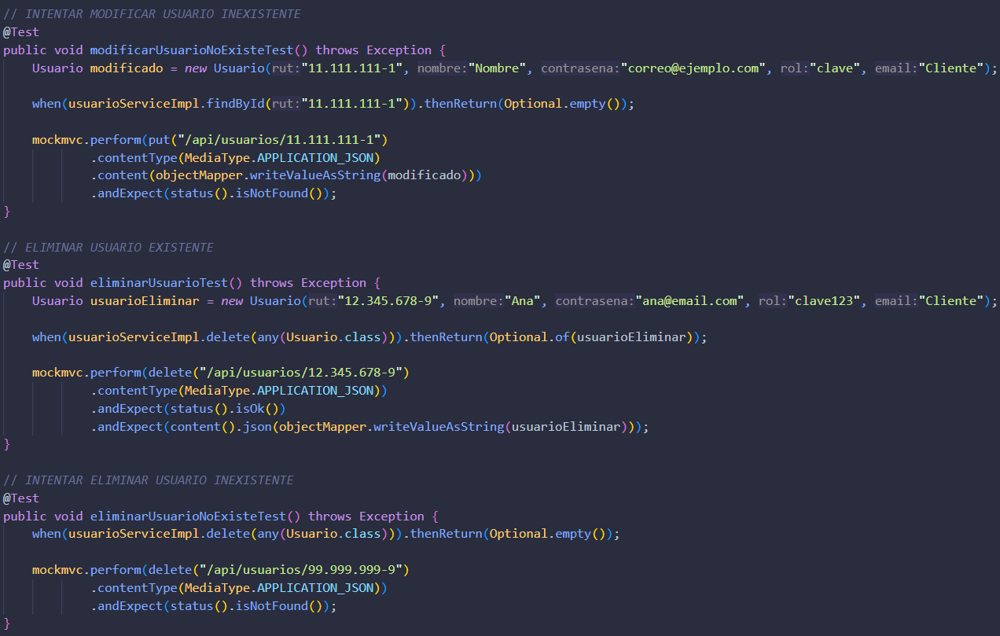 // INTENTAR MODIFICAR USUARIO INEXISTENTE
@Test
public void modificarUsuarioNoExisteTest() throws Exception {
    Usuario modificado = new Usuario(rut:"11.111.111-1", nombre:"Nombre", contrasena:"correo@ejemplo.com", rol:"clave", email:"Cliente");
    when(usuarioServiceImpl.findById(rut:"11.111.111-1")).thenReturn(Optional.empty());
    mockmvc.perform(put("/api/usuarios/11.111.111-1")
            .contentType(MediaType.APPLICATION_JSON)
            .content(objectMapper.writeValueAsString(modificado)))
            .andExpect(status().isNotFound());
}
// ELIMINAR USUARIO EXISTENTE
@Test
public void eliminarUsuarioTest() throws Exception {
    Usuario usuarioEliminar = new Usuario(rut:"12.345.678-9", nombre:"Ana", contrasena:"ana@email.com", rol:"clave123", email:"Cliente");
    when(usuarioServiceImpl.delete(any(Usuario.class))).thenReturn(Optional.of(usuarioEliminar));
    mockmvc.perform(delete("/api/usuarios/12.345.678-9")
            .contentType(MediaType.APPLICATION_JSON))
            .andExpect(status().isOk())
            .andExpect(content().json(objectMapper.writeValueAsString(usuarioEliminar)));
}
// INTENTAR ELIMINAR USUARIO INEXISTENTE
@Test
public void eliminarUsuarioNoExisteTest() throws Exception {
    when(usuarioServiceImpl.delete(any(Usuario.class))).thenReturn(Optional.empty());
    mockmvc.perform(delete("/api/usuarios/99.999.999-9")
            .contentType(MediaType.APPLICATION_JSON))
            .andExpect(status().isNotFound());
}